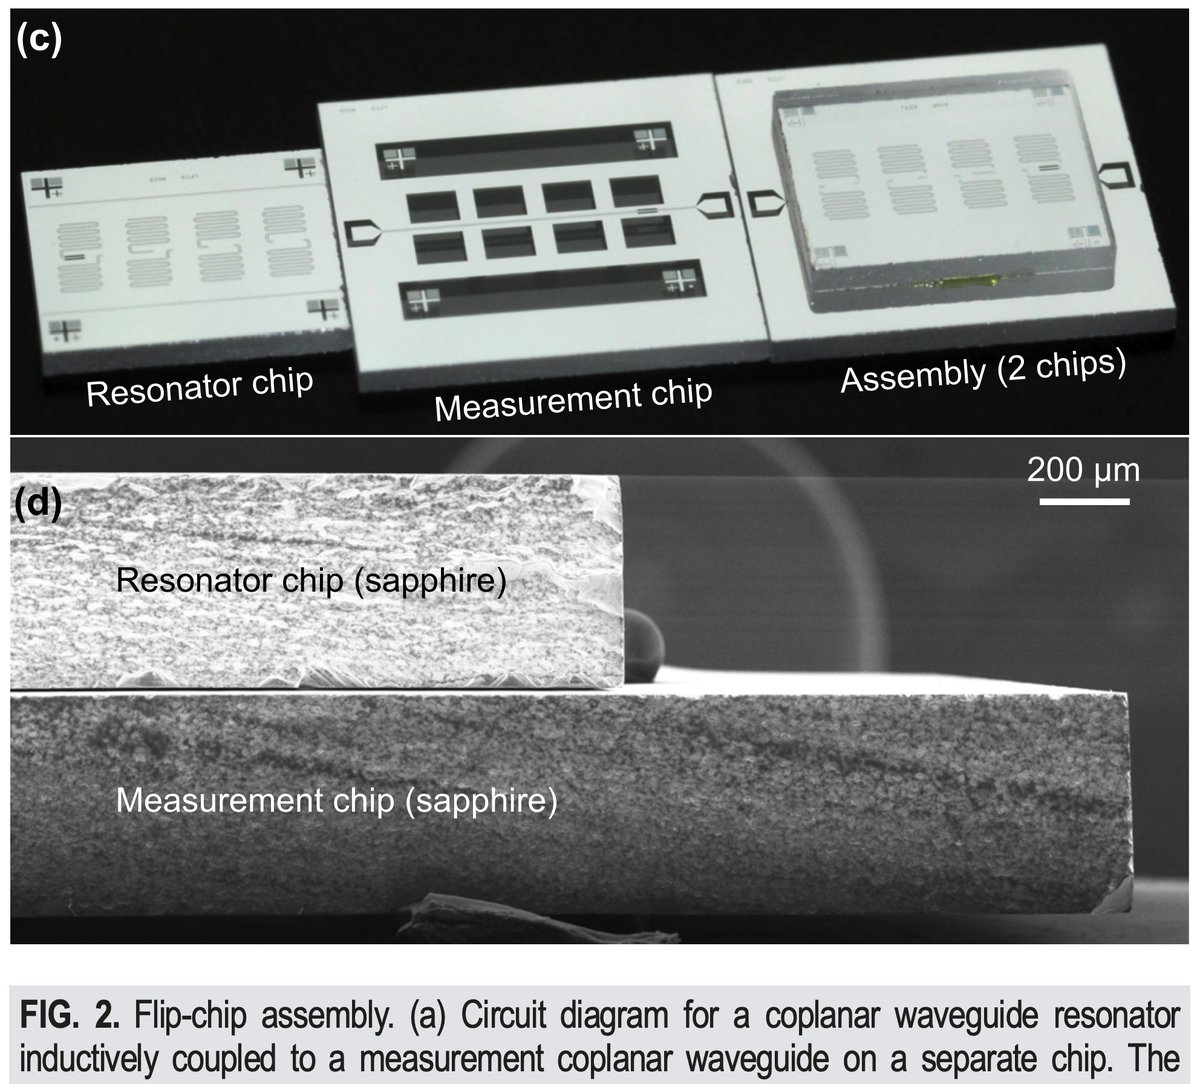 (c)
Resonator chip
Measurement chip
Assembly (2 chips)
200 µm
(d)
Resonator chip (sapphire)
Measurement chip (sapphire)
FIG. 2. Flip-chip assembly. (a) Circuit diagram for a coplanar waveguide resonator
inductively coupled to a measurement coplanar waveguide on a separate chip. The